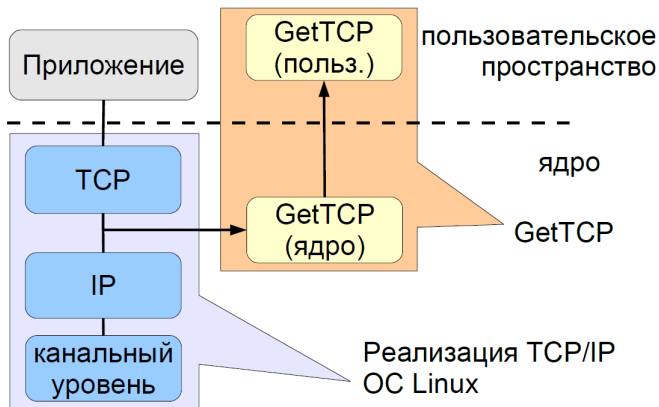 Приложение
GetTCP
(польз.)
пользовательское
пространство
TCP
ядро
GetTCP
(ядро)
GetTCP
IP
канальный
уровень
Реализация TCP/IP
ОС Linux